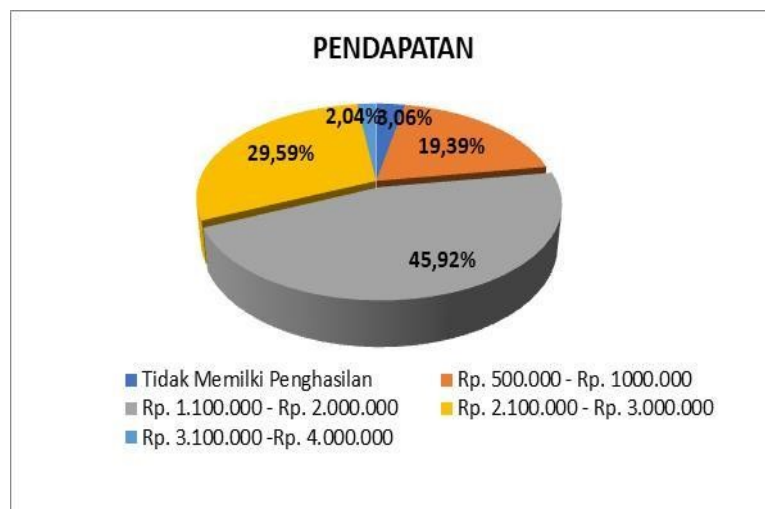 PENDAPATAN
2,04% 3,06%
29,59% 19,39%
45,92%
Tidak Memilki Penghasilan Rp. 500.000 - Rp. 1000.000
Rp. 1.100.000 - Rp. 2.000.000 Rp. 2.100.000 - Rp. 3.000.000
Rp. 3.100.000 -Rp. 4.000.000